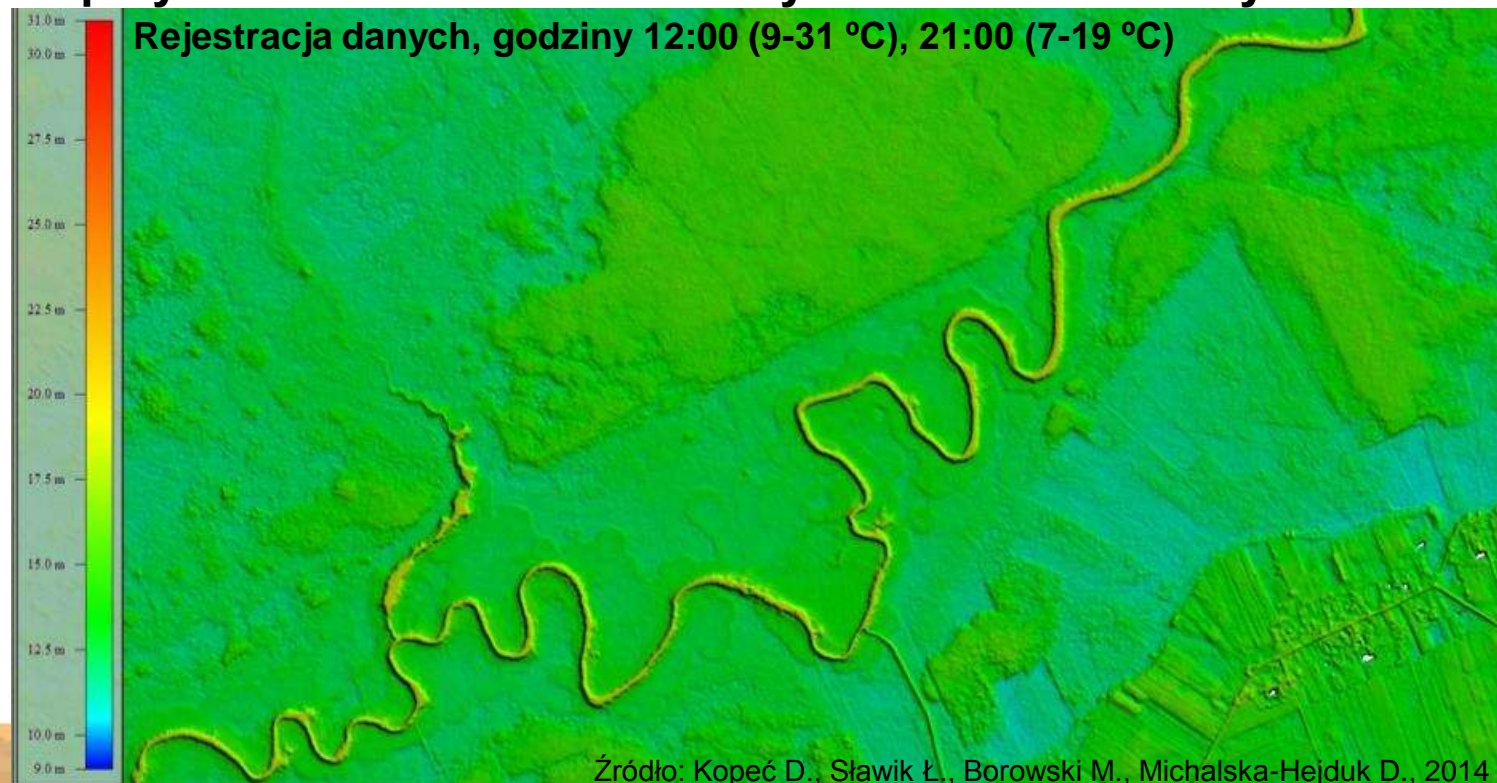 Rejestracja danych, godziny 12:00 (9-31 ºC), 21:00 (7-19 ºC)
31.0 m
30.0 m
27.5 m
25.0 m
22.5 m
20.0 m
17.5 m
15.0 m
12.5 m
10.0 m
9.0 m
Źródło: Kopeć D., Sławik Ł., Borowski M., Michalska-Hejduk D., 2014